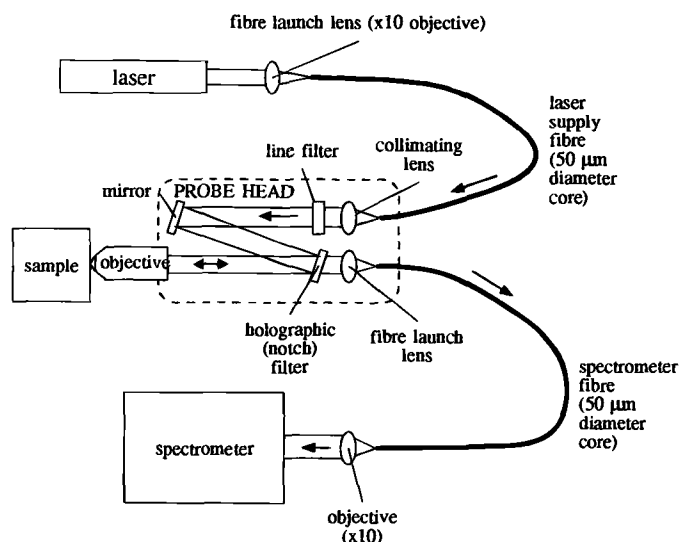 fibre launch lens (x10 objective)
laser
laser
supply
fibre
(50 µm
diameter
core)
collimating
lens
line filter
mirror
PROBE HEAD
sample
objective
holographic
(notch)
filter
fibre launch
lens
spectrometer
fibre
(50 µm
diameter
core)
spectrometer
objective
(x10)